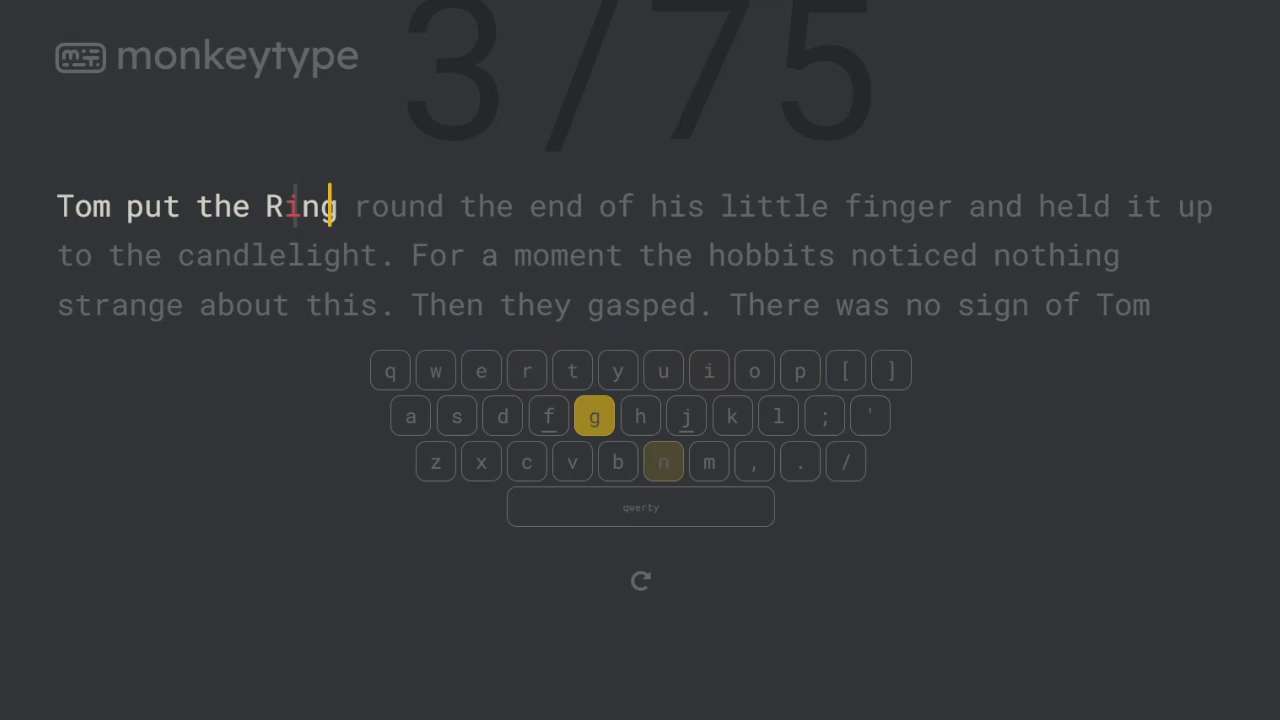 3/75
monkeytype
Tom put the Ring round the end of his little finger and held it up
to the candlelight. For a moment the hobbits noticed nothing
strange about this. Then they gasped. There was no sign of Tom
q w e r t y u i o p [ ]
a s d f g h j k l ; '
z x c v b n m , . /
qwerty